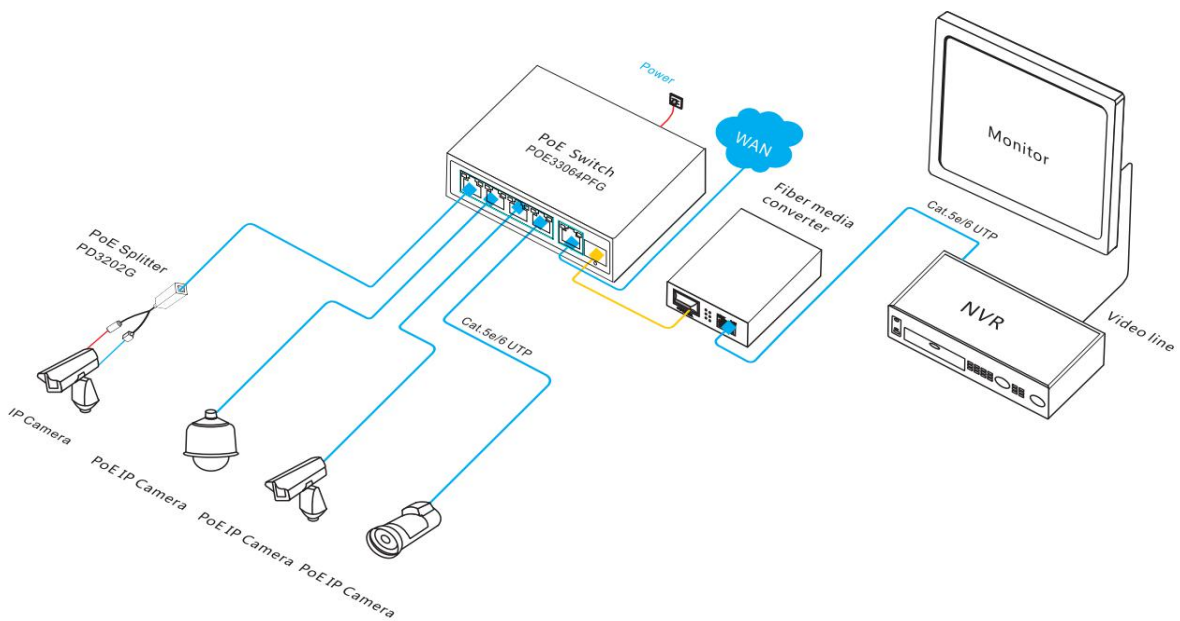 Power
PoE Switch
POE33064PFG
WAN
Monitor
Fiber media
converter
Cat.5e/6 UTP
PoE Splitter
PD3202G
NVR
Video line
Cat.5e/6 UTP
IP Camera
PoE IP Camera
PoE IP Camera
PoE IP Camera